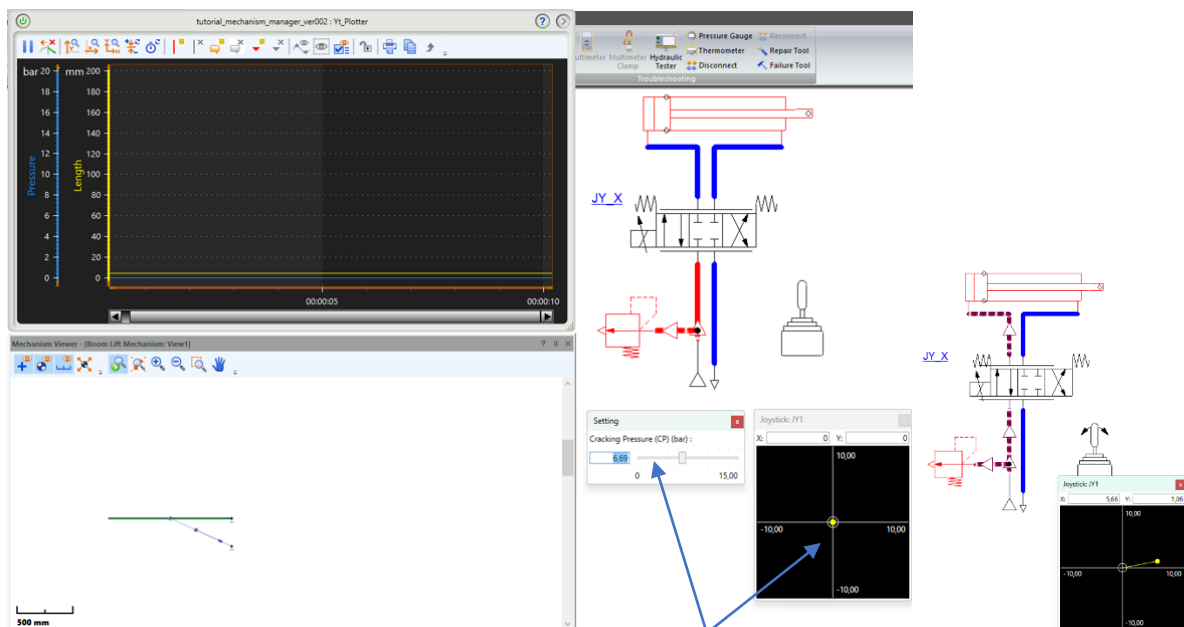 tutorial_mechanism_manager_ver002 : Yt_Plotter
bar 20
mm 200
18
180
16
160
14
140
12
120
10
100
8
80
6
60
4
40
2
20
0
0
Pressure
Length
00:00:05
00:00:10
Pressure Gauge
Reconnect
Thermometer
Repair Tool
Disconnect
Failure Tool
ultimeter
Multimeter Clamp
Hydraulic Tester
Troubleshooting
Mechanism Viewer - [Boom Lift Mechanism: View1]
500 mm
JY_X
Setting
Cracking Pressure (CP) (bar) :
6,69
0
15,00
Joystick: JY1
X: 0 Y: 0
10,00
-10,00
10,00
-10,00
JY_X
Joystick: JY1
X: 5,66 Y: 1,06
10,00
-10,00
10,00
-10,00